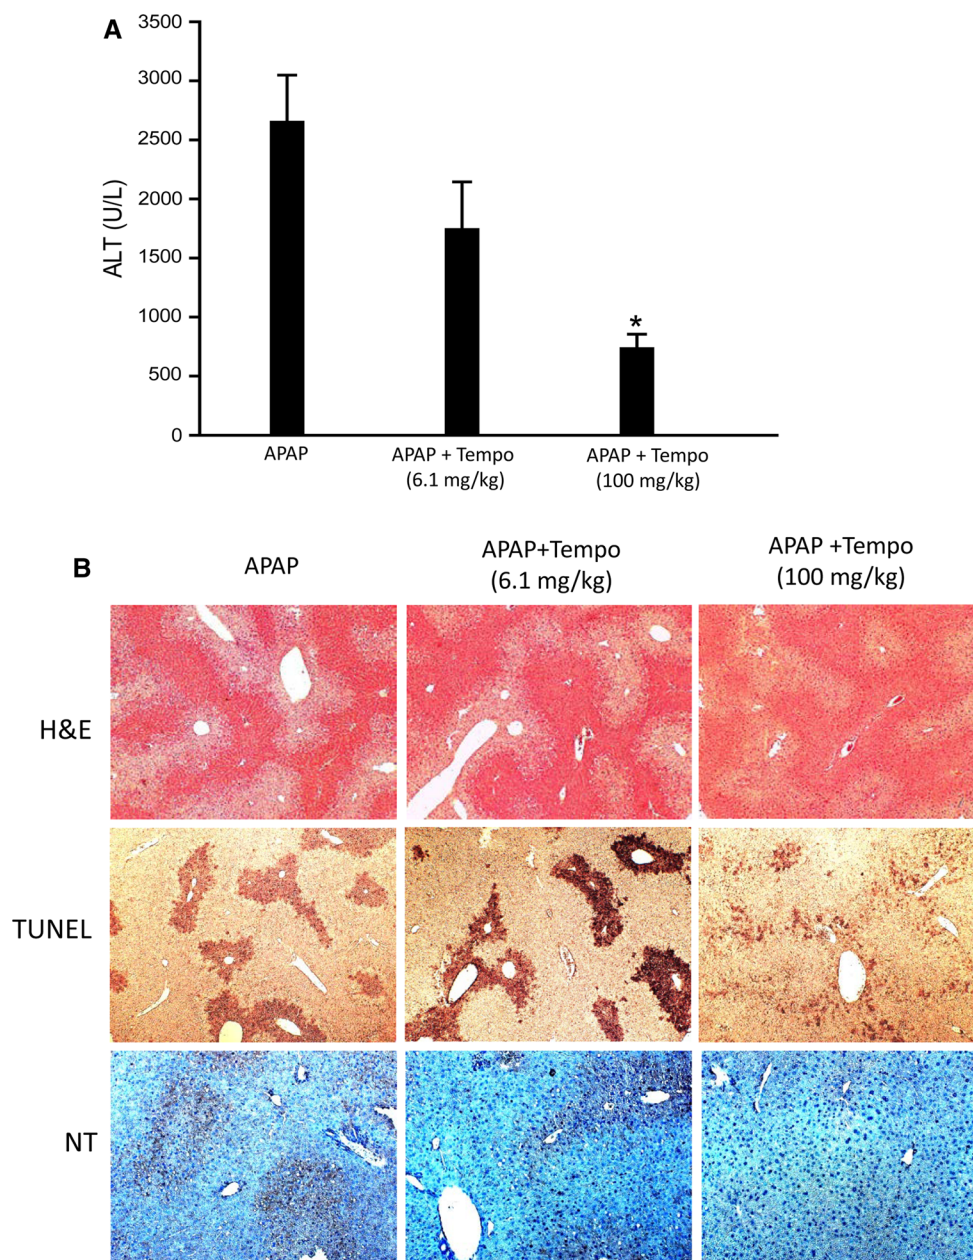 A
3500
3000
2500
2000
1500
1000
500
0
ALT (U/L)
*
APAP
APAP + Tempo
(6.1 mg/kg)
APAP + Tempo
(100 mg/kg)
B
APAP
APAP+Tempo
(6.1 mg/kg)
APAP +Tempo
(100 mg/kg)
H&E
TUNEL
NT